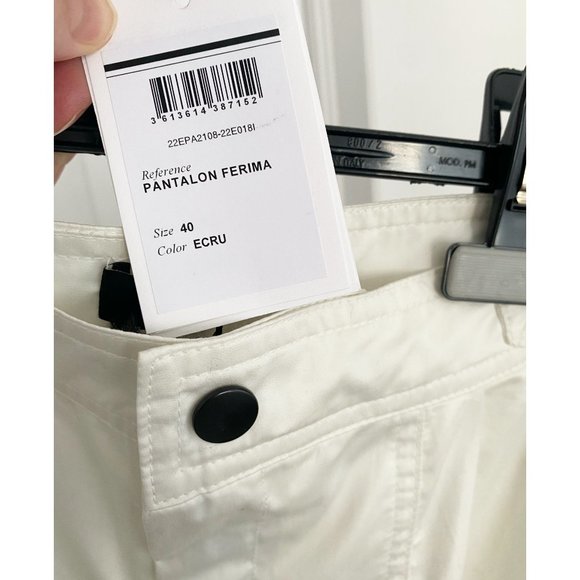 3613614387152
22EPA2108-22E018I
Reference
PANTALON FERIMA
Size 40
Color ECRU
MOD. PM